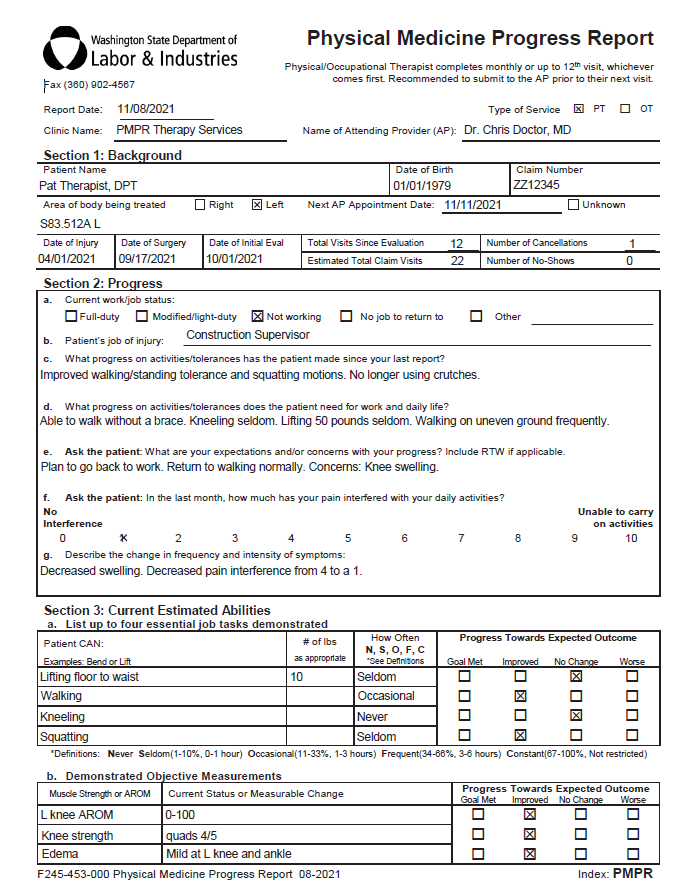 Washington State Department of
Labor & Industries
Physical Medicine Progress Report
Physical/Occupational Therapist completes monthly or up to 12th visit, whichever
comes first. Recommended to submit to the AP prior to their next visit.
Fax (360) 902-4567
Report Date: 11/08/2021 Type of Service ☒ PT ☐ OT
Clinic Name: PMPR Therapy Services Name of Attending Provider (AP): Dr. Chris Doctor, MD
Section 1: Background
Patient Name Date of Birth Claim Number
Pat Therapist, DPT 01/01/1979 ZZ12345
Area of body being treated ☐ Right ☒ Left Next AP Appointment Date: 11/11/2021 ☐ Unknown
S83.512A L
Date of Injury Date of Surgery Date of Initial Eval Total Visits Since Evaluation 12 Number of Cancellations 1
04/01/2021 09/17/2021 10/01/2021 Estimated Total Claim Visits 22 Number of No-Shows 0
Section 2: Progress
a. Current work/job status:
☐ Full-duty ☐ Modified/light-duty ☒ Not working ☐ No job to return to ☐ Other
b. Patient's job of injury: Construction Supervisor
c. What progress on activities/tolerances has the patient made since your last report?
Improved walking/standing tolerance and squatting motions. No longer using crutches.
d. What progress on activities/tolerances does the patient need for work and daily life?
Able to walk without a brace. Kneeling seldom. Lifting 50 pounds seldom. Walking on uneven ground frequently.
e. Ask the patient: What are your expectations and/or concerns with your progress? Include RTW if applicable.
Plan to go back to work. Return to walking normally. Concerns: Knee swelling.
f. Ask the patient: In the last month, how much has your pain interfered with your daily activities?
No Unable to carry
Interference on activities
0 1 2 3 4 5 6 7 8 9 10
g. Describe the change in frequency and intensity of symptoms:
Decreased swelling. Decreased pain interference from 4 to a 1.
Section 3: Current Estimated Abilities
a. List up to four essential job tasks demonstrated
Patient CAN: # of lbs How Often Progress Towards Expected Outcome
N, S, O, F, C
Examples: Bend or Lift as appropriate *See Definitions Goal Met Improved No Change Worse
Lifting floor to waist 10 Seldom ☐ ☐ ☒ ☐
Walking Occasional ☐ ☒ ☐ ☐
Kneeling Never ☐ ☐ ☒ ☐
Squatting Seldom ☐ ☒ ☐ ☐
*Definitions: Never Seldom(1-10%, 0-1 hour) Occasional(11-33%, 1-3 hours) Frequent(34-66%, 3-6 hours) Constant(67-100%, Not restricted)
b. Demonstrated Objective Measurements
Muscle Strength or AROM Current Status or Measurable Change Progress Towards Expected Outcome
Goal Met Improved No Change Worse
L knee AROM 0-100 ☐ ☒ ☐ ☐
Knee strength quads 4/5 ☐ ☒ ☐ ☐
Edema Mild at L knee and ankle ☐ ☒ ☐ ☐
F245-453-000 Physical Medicine Progress Report 08-2021 Index: PMPR